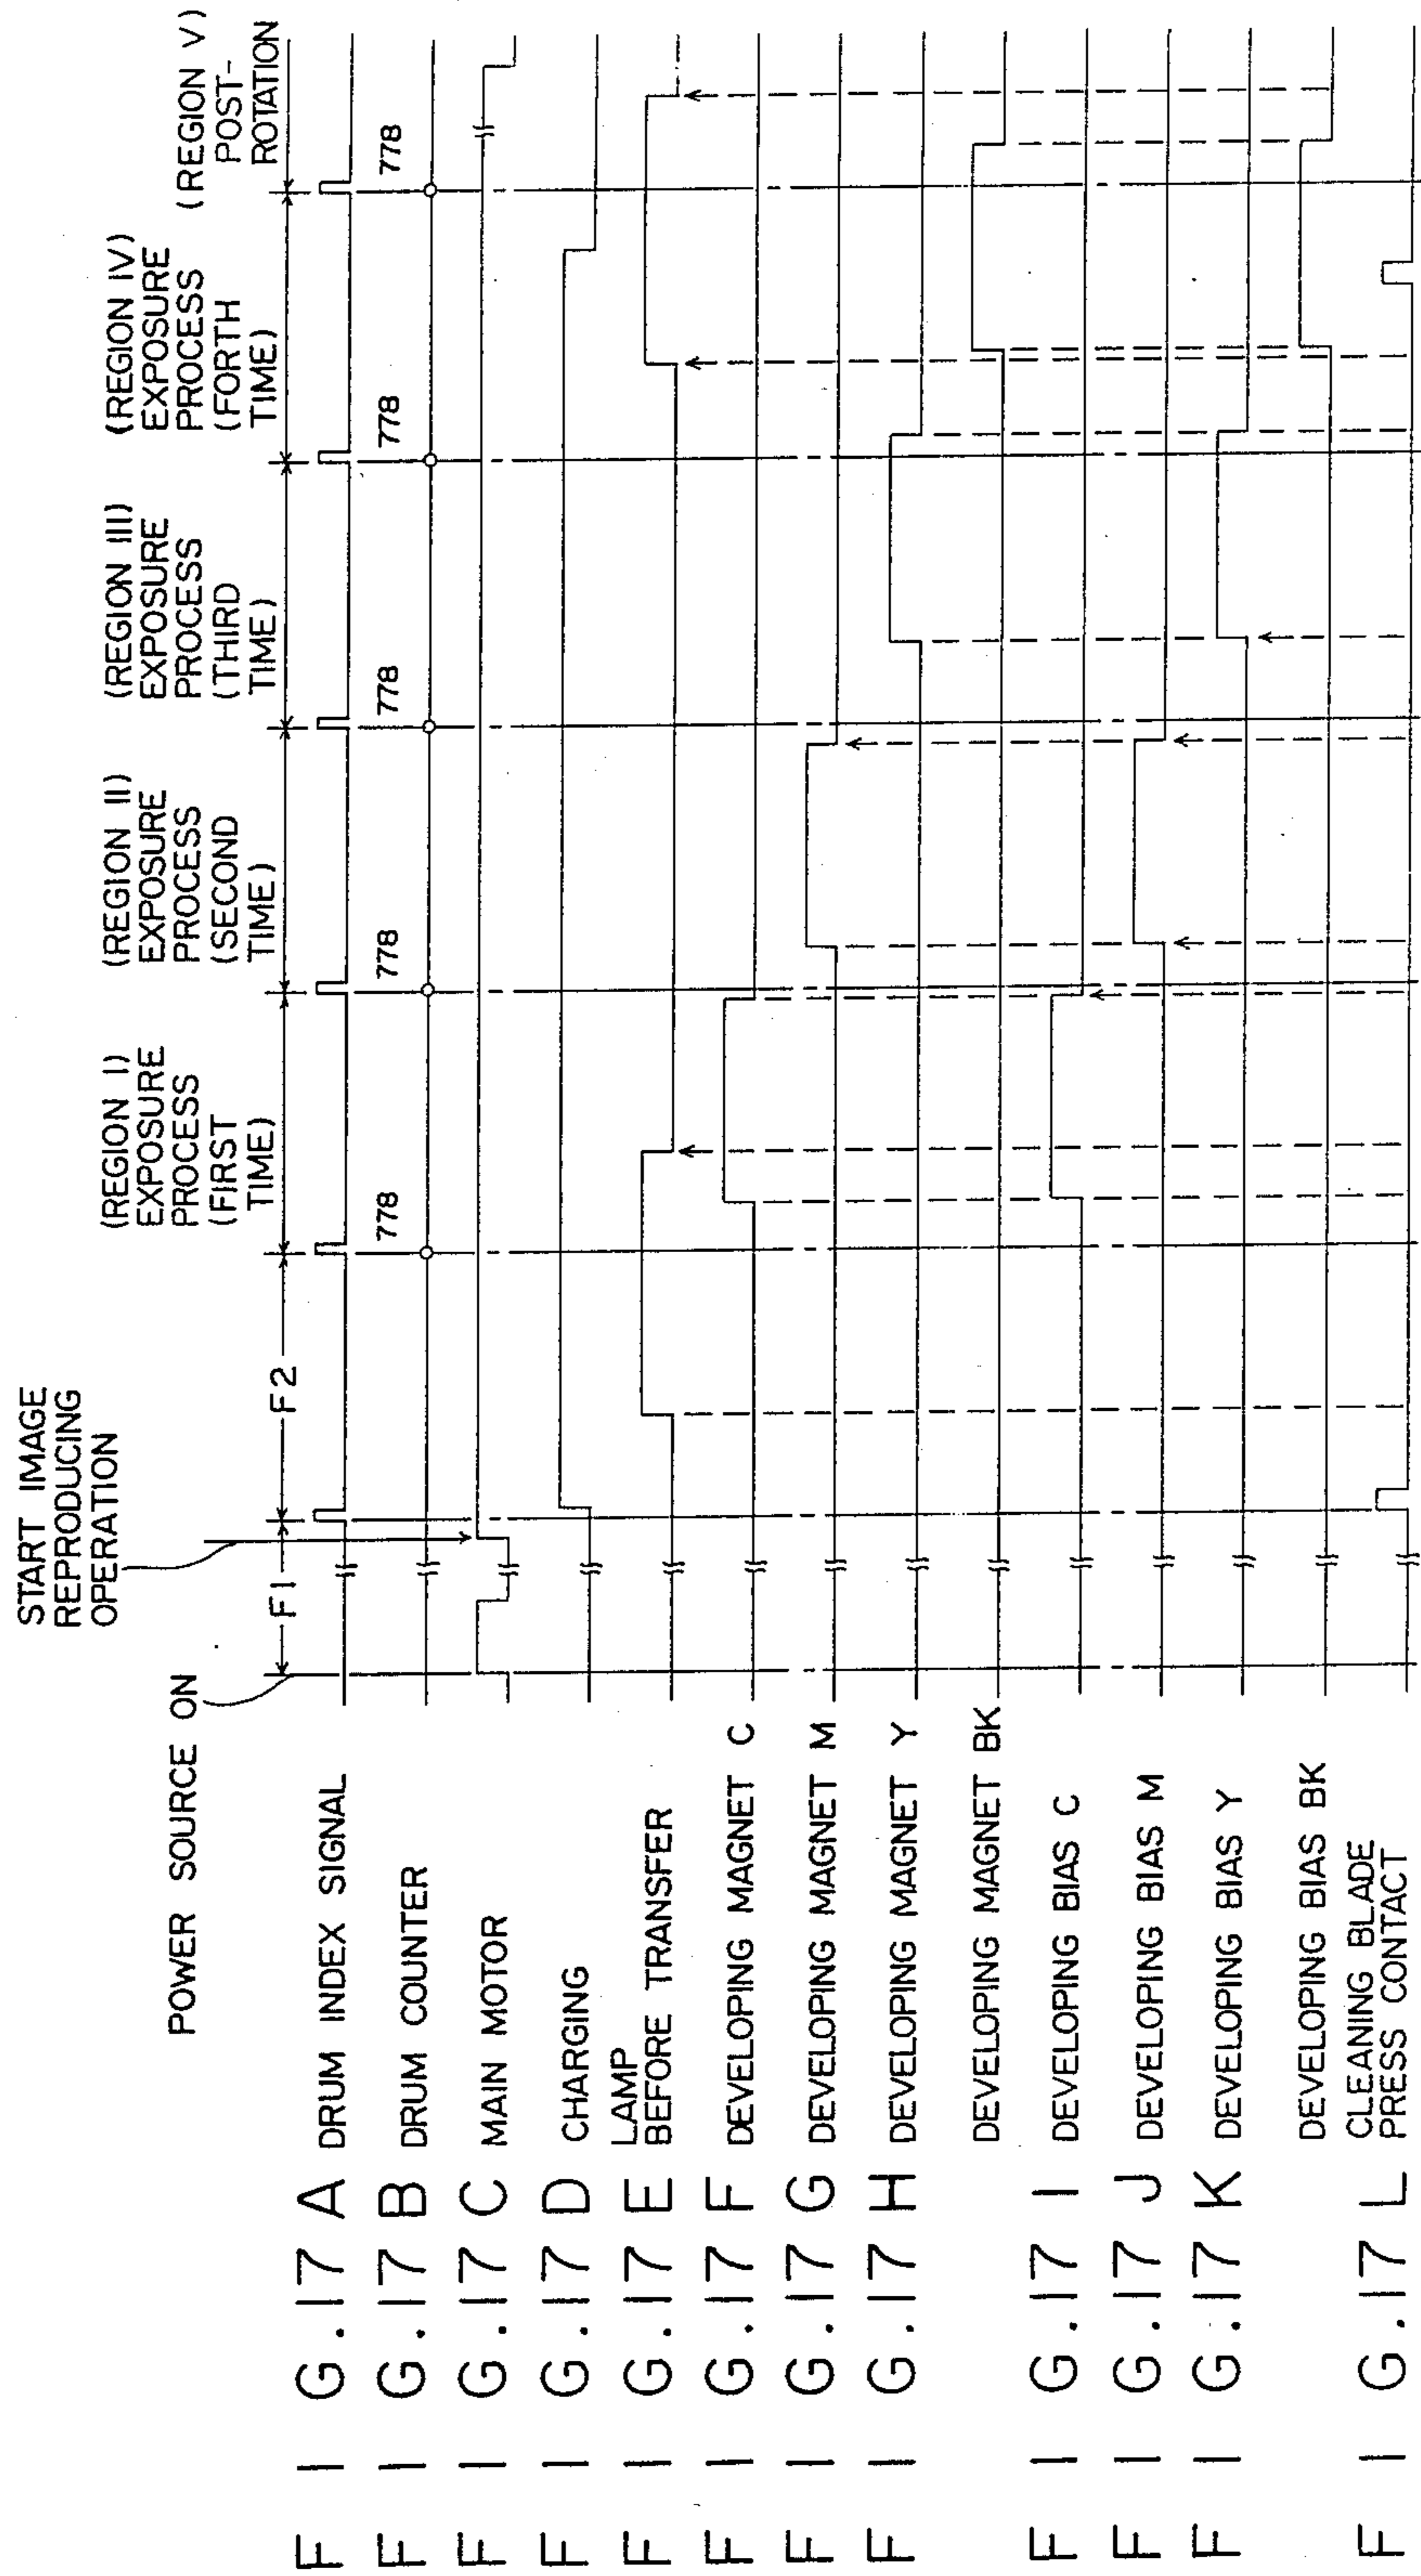 START IMAGE
REPRODUCING
OPERATION
POWER SOURCE ON
F1
F2
(REGION I)
EXPOSURE
PROCESS
(FIRST
TIME)
(REGION II)
EXPOSURE
PROCESS
(SECOND
TIME)
(REGION III)
EXPOSURE
PROCESS
(THIRD
TIME)
(REGION IV)
EXPOSURE
PROCESS
(FORTH
TIME)
(REGION V)
POST-
ROTATION
FIG.17A DRUM INDEX SIGNAL
FIG.17B DRUM COUNTER
778 778 778 778 778
FIG.17C MAIN MOTOR
FIG.17D CHARGING
FIG.17E LAMP
BEFORE TRANSFER
FIG.17F DEVELOPING MAGNET C
FIG.17G DEVELOPING MAGNET M
FIG.17H DEVELOPING MAGNET Y
DEVELOPING MAGNET BK
FIG.17I DEVELOPING BIAS C
FIG.17J DEVELOPING BIAS M
FIG.17K DEVELOPING BIAS Y
DEVELOPING BIAS BK
FIG.17L CLEANING BLADE
PRESS CONTACT